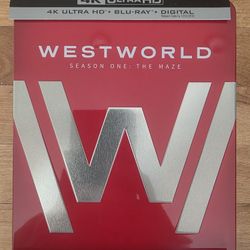 4K ULTRA HD
4K ULTRA HD • BLU-RAY • DIGITAL
WESTWORLD
SEASON ONE: THE MAZE
W